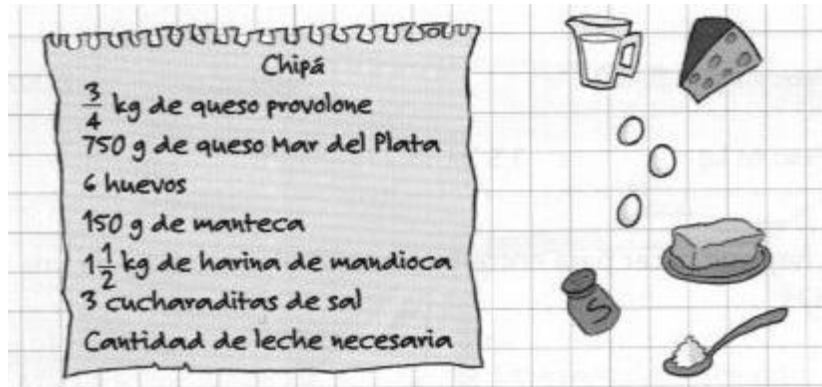 Chipá
3/4 kg de queso provolone
750 g de queso Mar del Plata
6 huevos
150 g de manteca
1 1/2 kg de harina de mandioca
3 cucharaditas de sal
Cantidad de leche necesaria
S